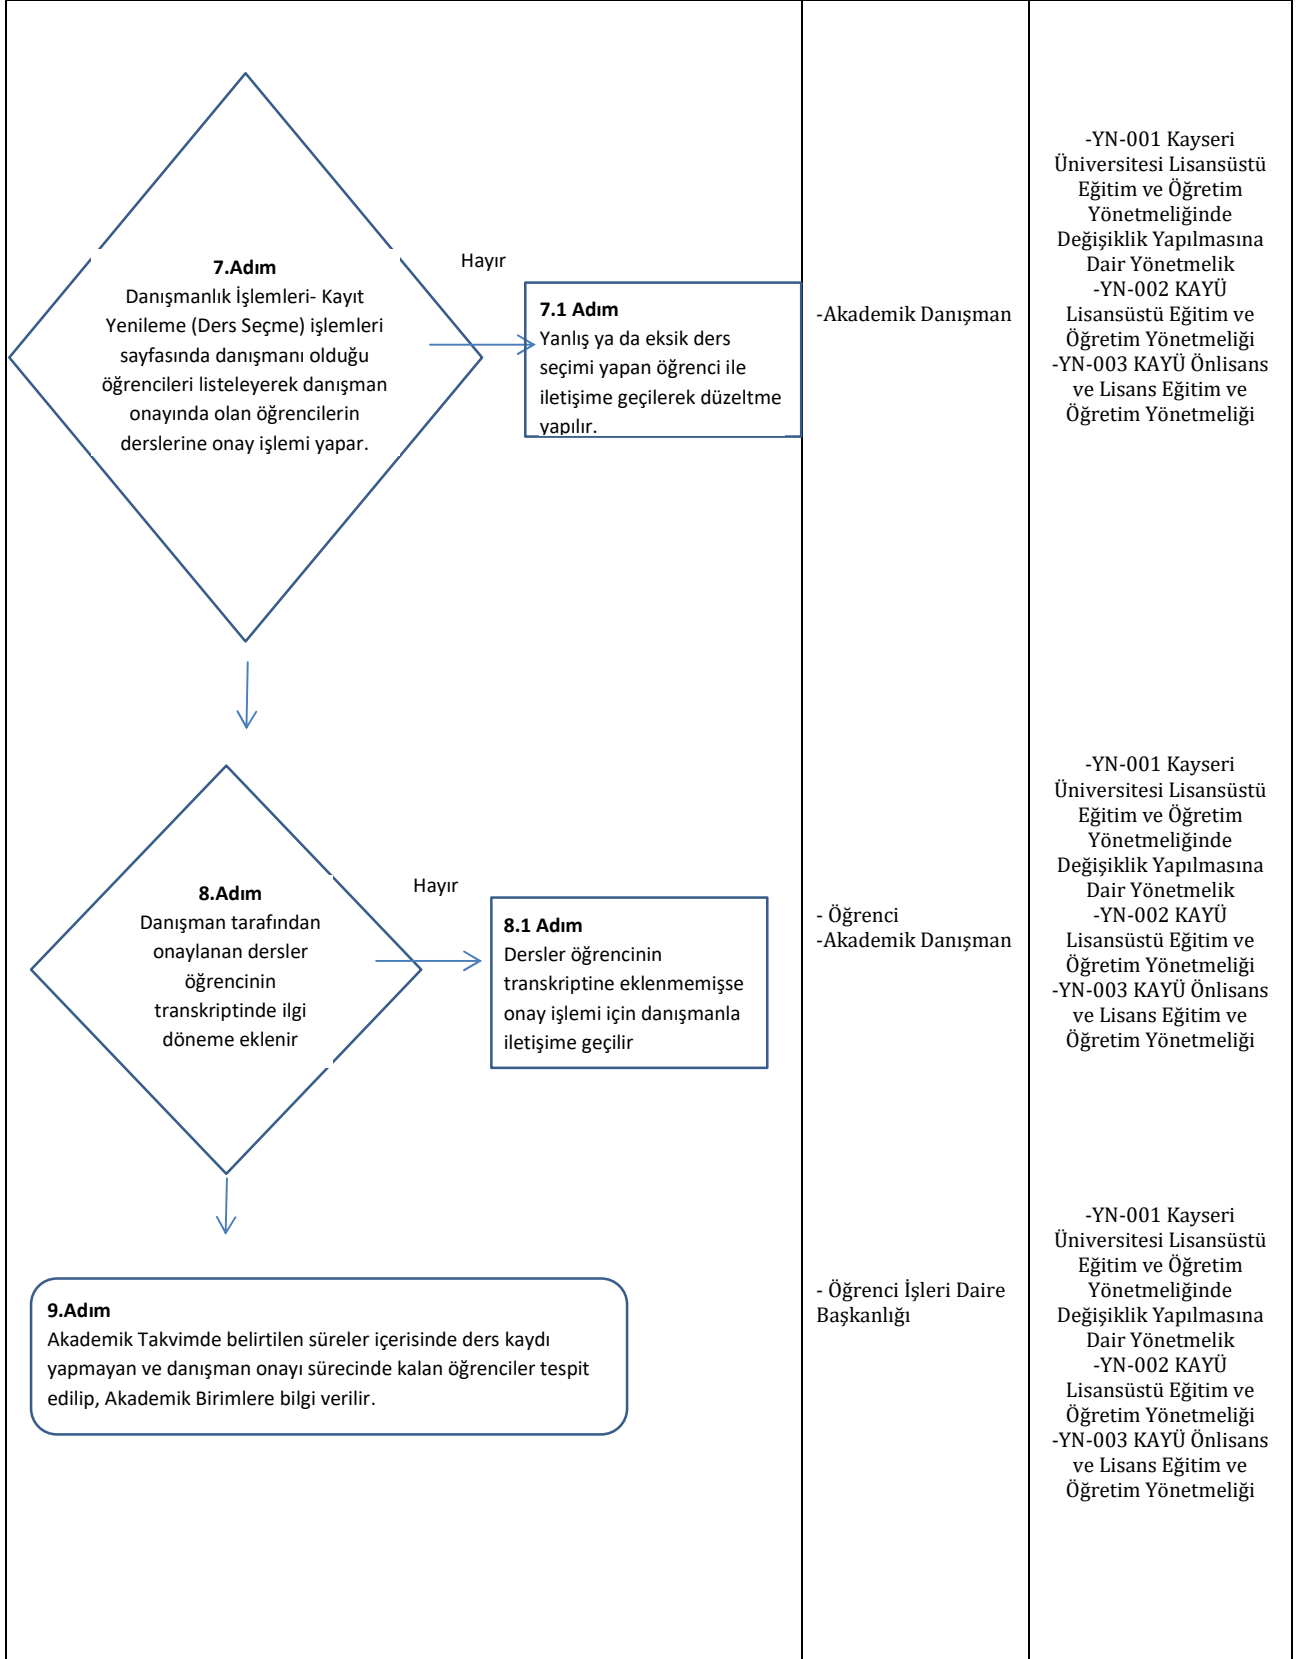 7.Adım
Danışmanlık İşlemleri- Kayıt
Yenileme (Ders Seçme) işlemleri
sayfasında danışmanı olduğu
öğrencileri listeleyerek danışman
onayında olan öğrencilerin
derslerine onay işlemi yapar.
Hayır
7.1 Adım
Yanlış ya da eksik ders
seçimi yapan öğrenci ile
iletişime geçilerek düzeltme
yapılır.
-Akademik Danışman
-YN-001 Kayseri
Üniversitesi Lisansüstü
Eğitim ve Öğretim
Yönetmeliğinde
Değişiklik Yapılmasına
Dair Yönetmelik
-YN-002 KAYÜ
Lisansüstü Eğitim ve
Öğretim Yönetmeliği
-YN-003 KAYÜ Önlisans
ve Lisans Eğitim ve
Öğretim Yönetmeliği
8.Adım
Danışman tarafından
onaylanan dersler
öğrencinin
transkriptinde ilgi
döneme eklenir
Hayır
8.1 Adım
Dersler öğrencinin
transkriptine eklenmemişse
onay işlemi için danışmanla
iletişime geçilir
- Öğrenci
-Akademik Danışman
-YN-001 Kayseri
Üniversitesi Lisansüstü
Eğitim ve Öğretim
Yönetmeliğinde
Değişiklik Yapılmasına
Dair Yönetmelik
-YN-002 KAYÜ
Lisansüstü Eğitim ve
Öğretim Yönetmeliği
-YN-003 KAYÜ Önlisans
ve Lisans Eğitim ve
Öğretim Yönetmeliği
9.Adım
Akademik Takvimde belirtilen süreler içerisinde ders kaydı
yapmayan ve danışman onayı sürecinde kalan öğrenciler tespit
edilip, Akademik Birimlere bilgi verilir.
- Öğrenci İşleri Daire
Başkanlığı
-YN-001 Kayseri
Üniversitesi Lisansüstü
Eğitim ve Öğretim
Yönetmeliğinde
Değişiklik Yapılmasına
Dair Yönetmelik
-YN-002 KAYÜ
Lisansüstü Eğitim ve
Öğretim Yönetmeliği
-YN-003 KAYÜ Önlisans
ve Lisans Eğitim ve
Öğretim Yönetmeliği